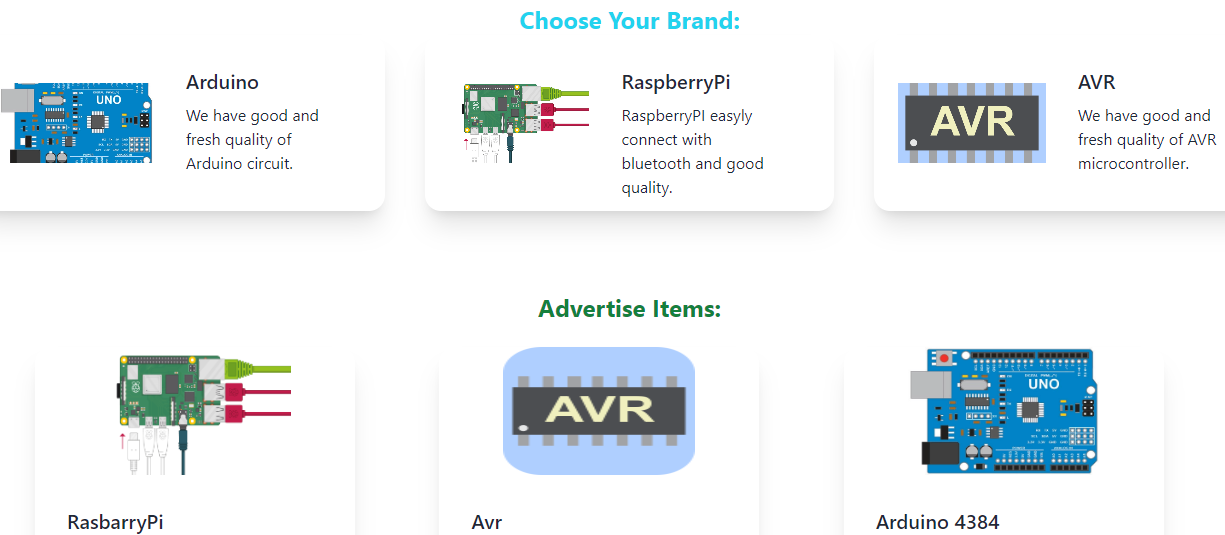 Choose Your Brand:
Arduino
We have good and
fresh quality of
Arduino circuit.
UNO
RaspberryPi
RaspberryPI easyly
connect with
bluetooth and good
quality.
AVR
AVR
We have good and
fresh quality of AVR
microcontroller.
Advertise Items:
AVR
UNO
RasbarryPi
Avr
Arduino 4384